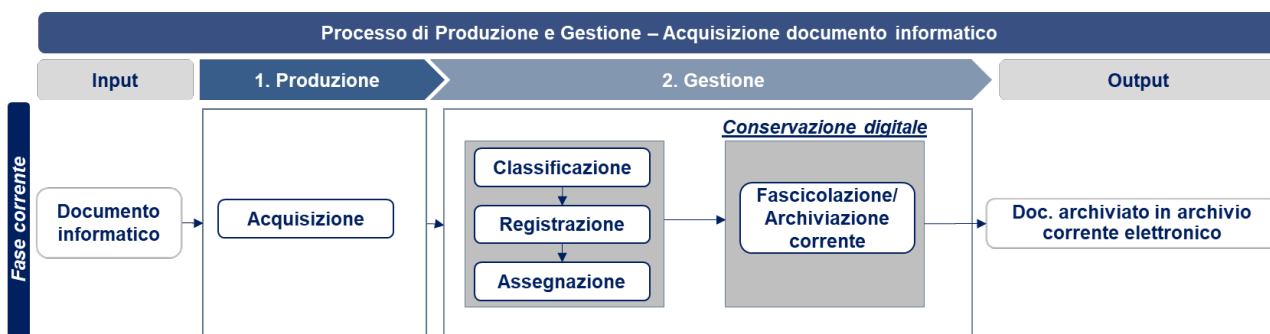 Processo di Produzione e Gestione – Acquisizione documento informatico
Input
1. Produzione
2. Gestione
Output
Fase corrente
Documento
informatico
Acquisizione
Classificazione
Registrazione
Assegnazione
Conservazione digitale
Fascicolazione/
Archiviazione
corrente
Doc. archiviato in archivio
corrente elettronico